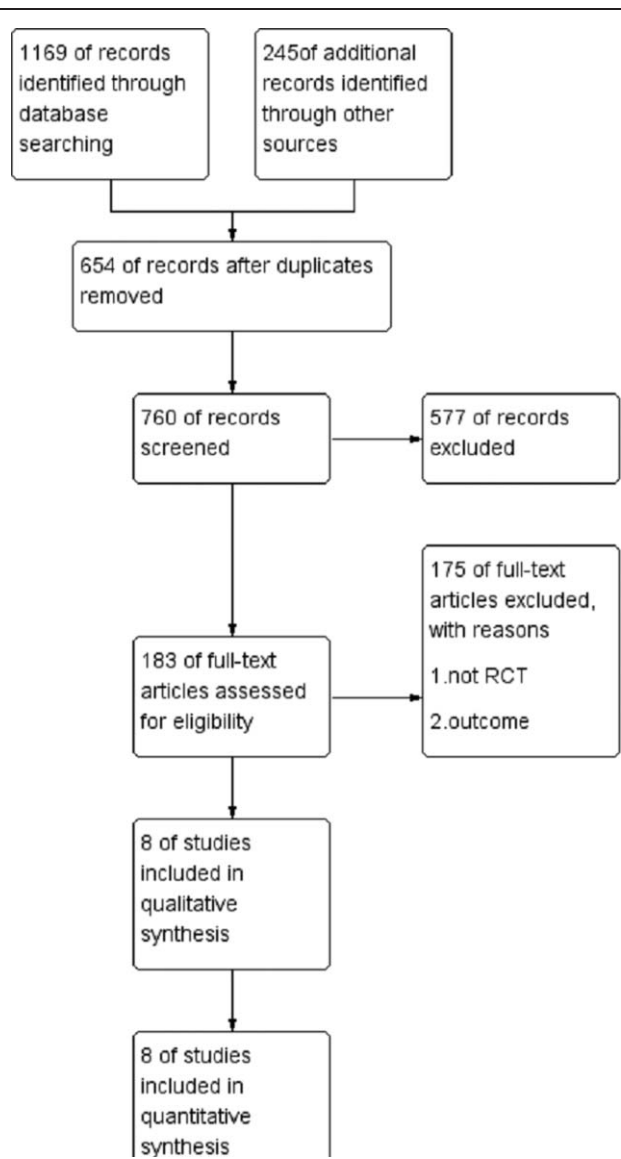 1169 of records
identified through
database
searching
245of additional
records identified
through other
sources
654 of records after duplicates
removed
760 of records
screened
577 of records
excluded
175 of full-text
articles excluded,
with reasons
1.not RCT
2.outcome
183 of full-text
articles assessed
for eligibility
8 of studies
included in
qualitative
synthesis
8 of studies
included in
quantitative
synthesis